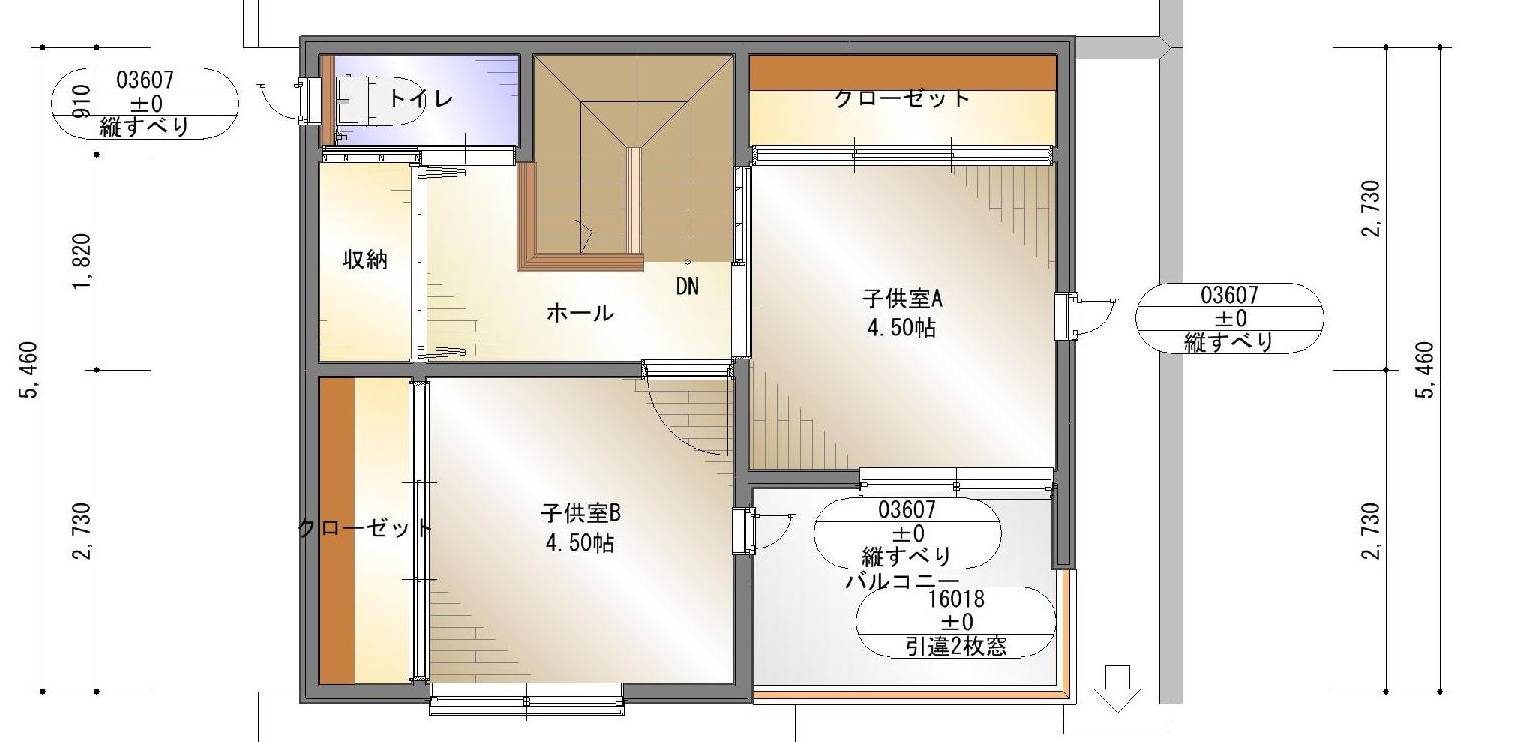 03607
±0
縦すべり
910
1,820
5,460
2,730
トイレ
クローゼット
収納
ホール
DN
子供室A
4.50帖
クローゼット
子供室B
4.50帖
03607
±0
縦すべり
バルコニー
16018
±0
引違2枚窓
03607
±0
縦すべり
2,730
5,460
2,730